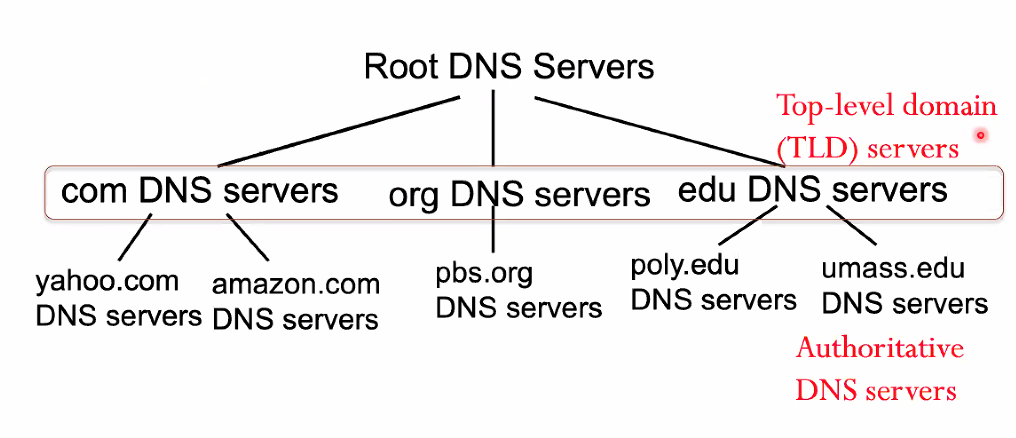 Root DNS Servers
Top-level domain
(TLD) servers
com DNS servers
org DNS servers
edu DNS servers
yahoo.com
DNS servers
amazon.com
DNS servers
pbs.org
DNS servers
poly.edu
DNS servers
umass.edu
DNS servers
Authoritative
DNS servers